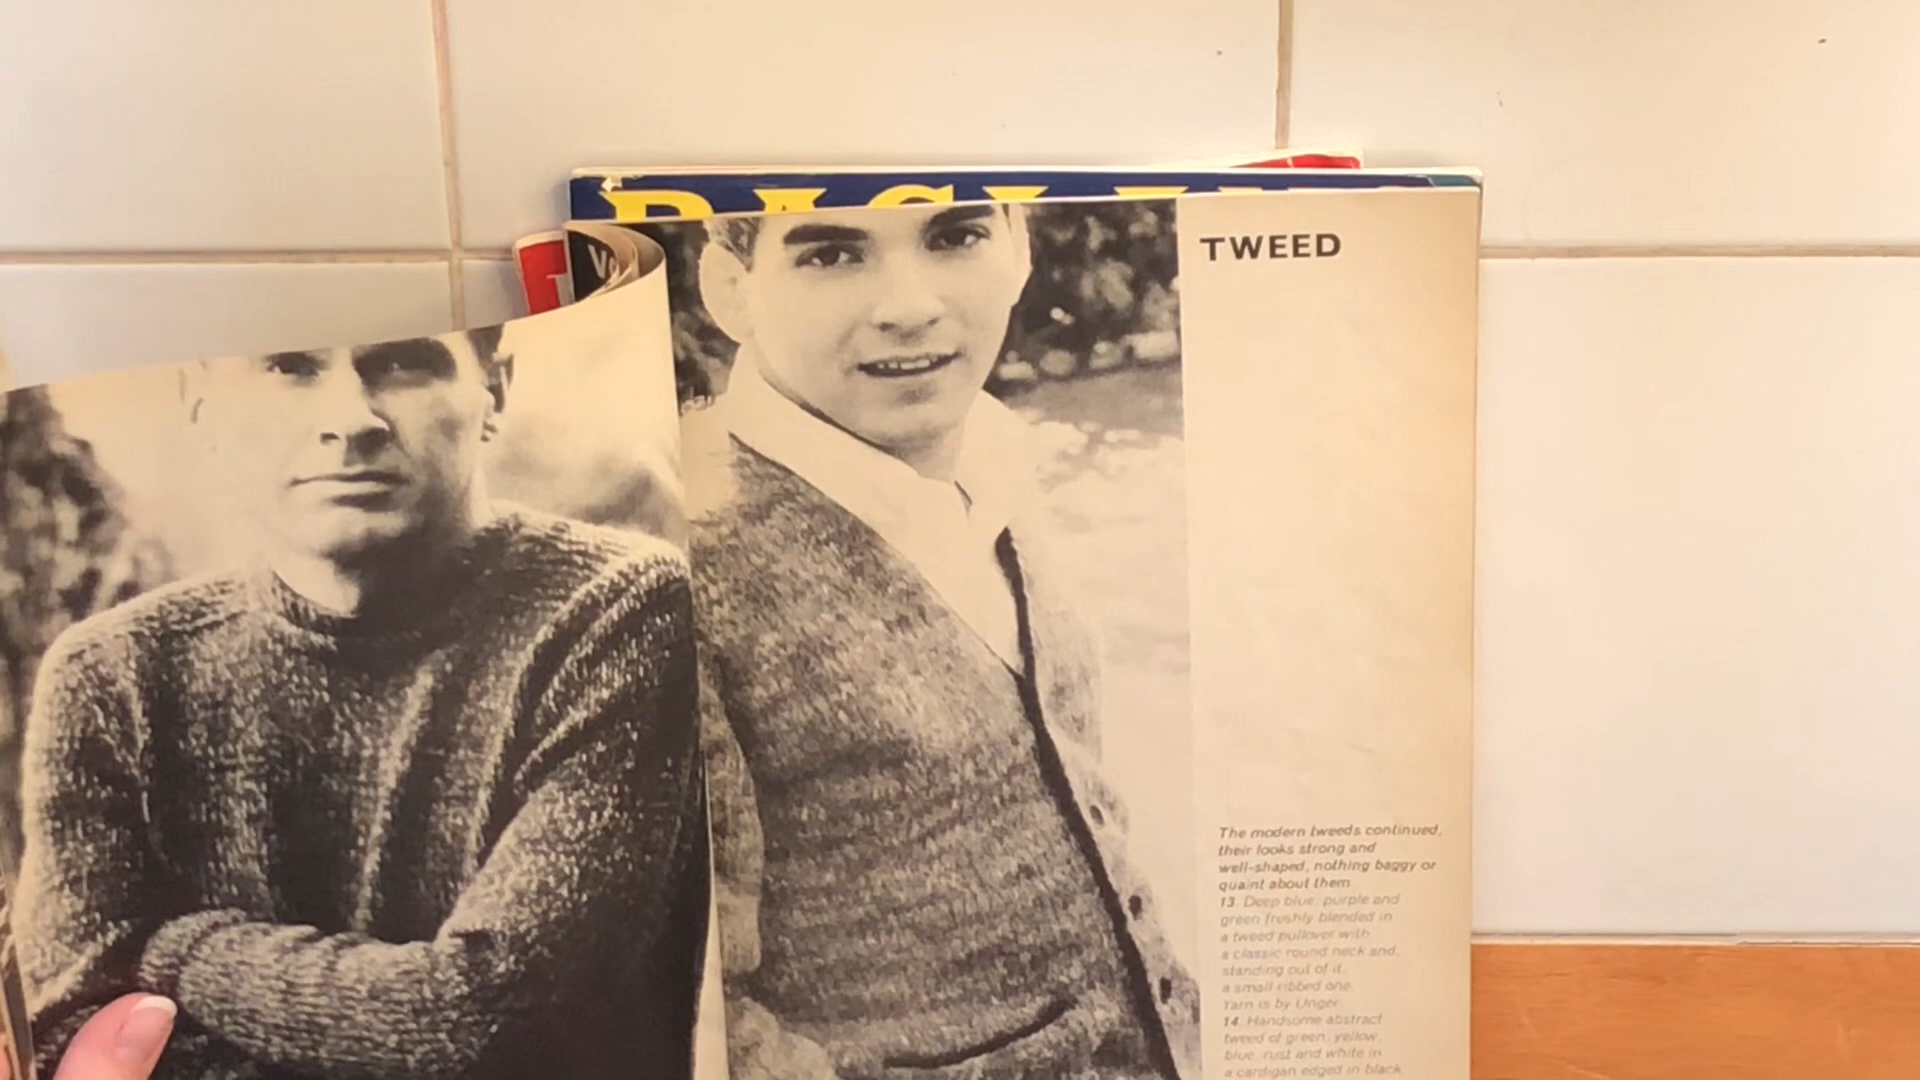 TWEED
The modern tweeds continued,
their looks strong and
well-shaped, nothing baggy or
quaint about them
13. Deep blue, purple and
green freshly blended in
a tweed pullover with
a classic round neck and,
standing out of it,
a small ribbed one.
Yarn is by Unger.
14. Handsome abstract
tweed of green, yellow,
blue, rust and white in
a cardigan edged in black